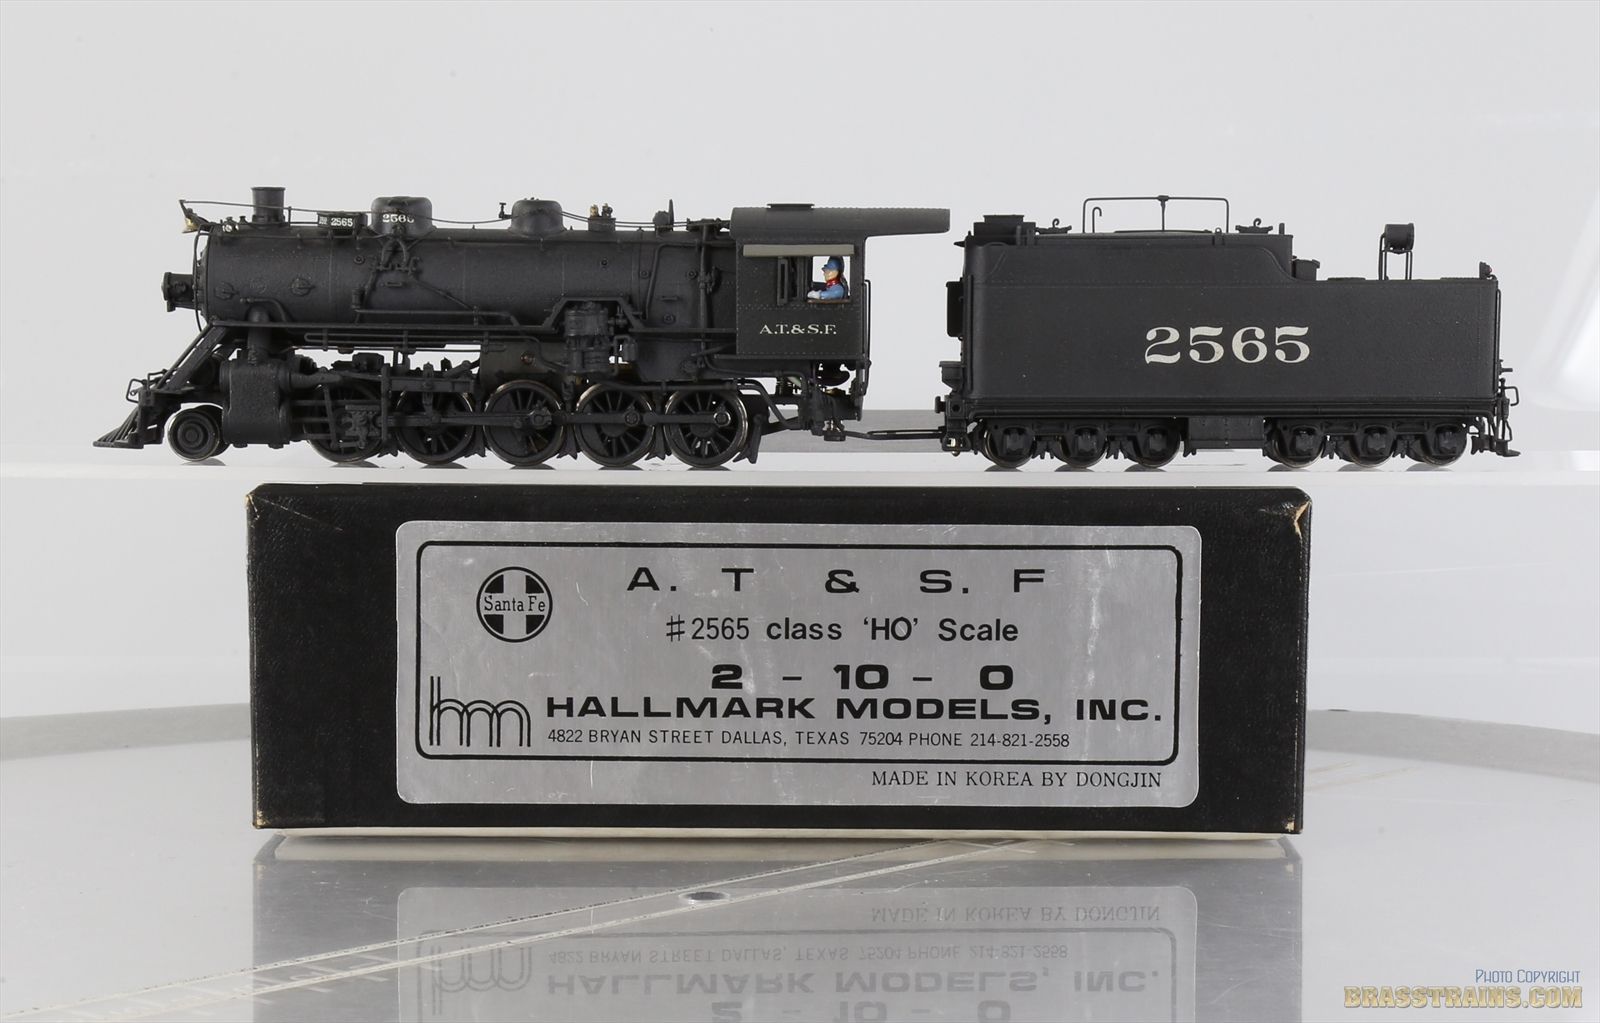 2565
2565
A.T.&S.F.
2565
Santa Fe
A. T & S. F
#2565 class 'HO' Scale
2 - 10 - 0
hm
HALLMARK MODELS, INC.
4822 BRYAN STREET DALLAS, TEXAS 75204 PHONE 214-821-2558
MADE IN KOREA BY DONGJIN
PHOTO COPYRIGHT
BRASSTRAINS.COM